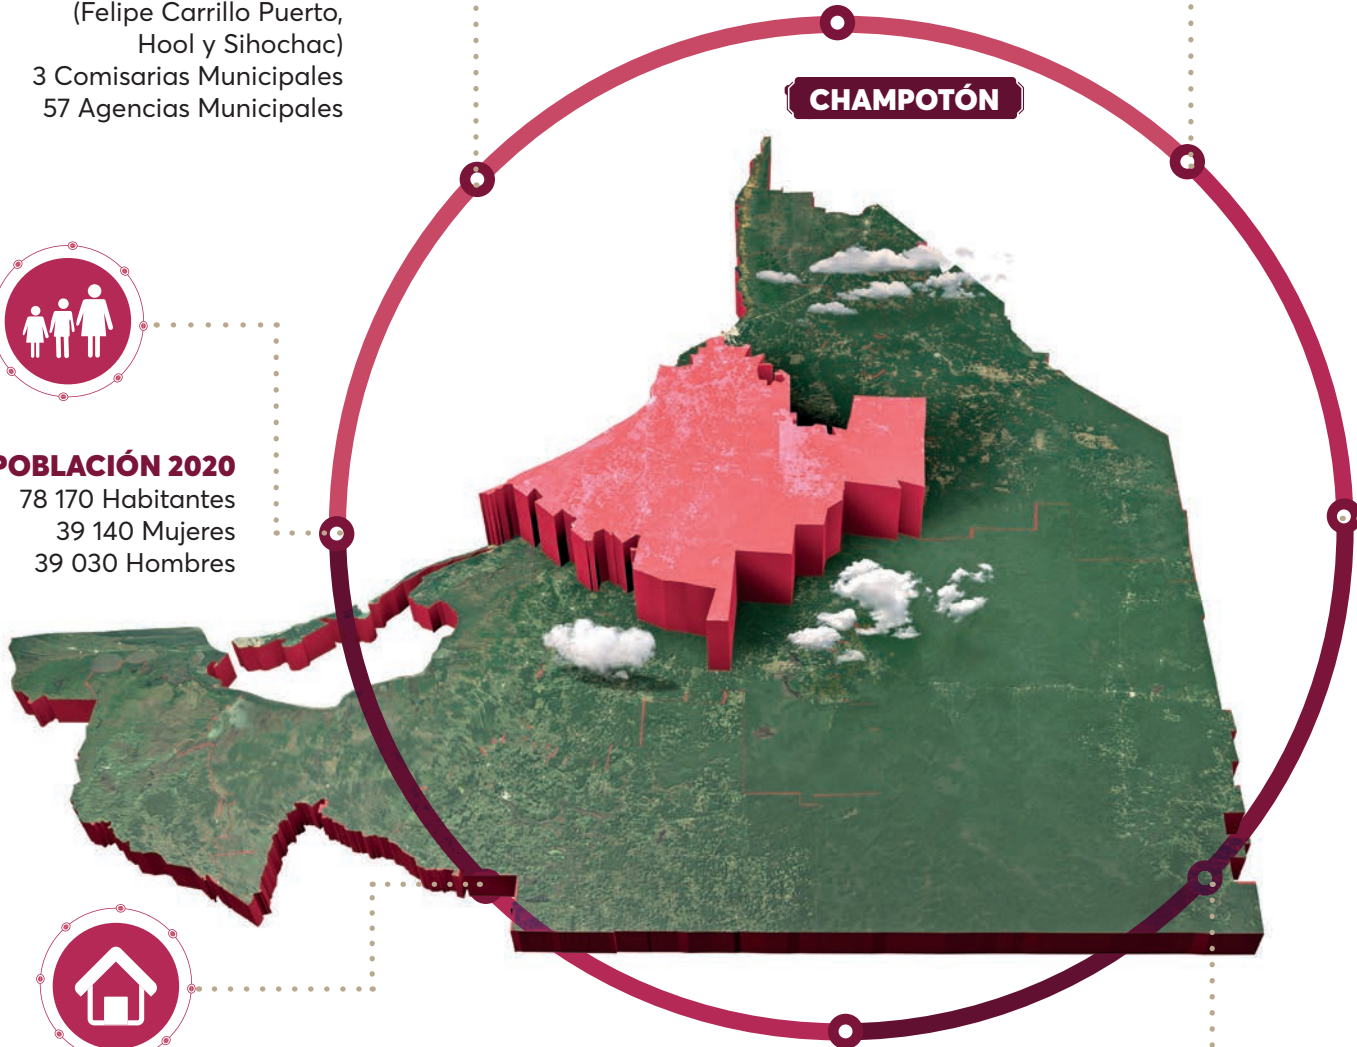 (Felipe Carrillo Puerto,
Hool y Sihochac)
3 Comisarias Municipales
57 Agencias Municipales
CHAMPOTÓN
POBLACIÓN 2020
78 170 Habitantes
39 140 Mujeres
39 030 Hombres